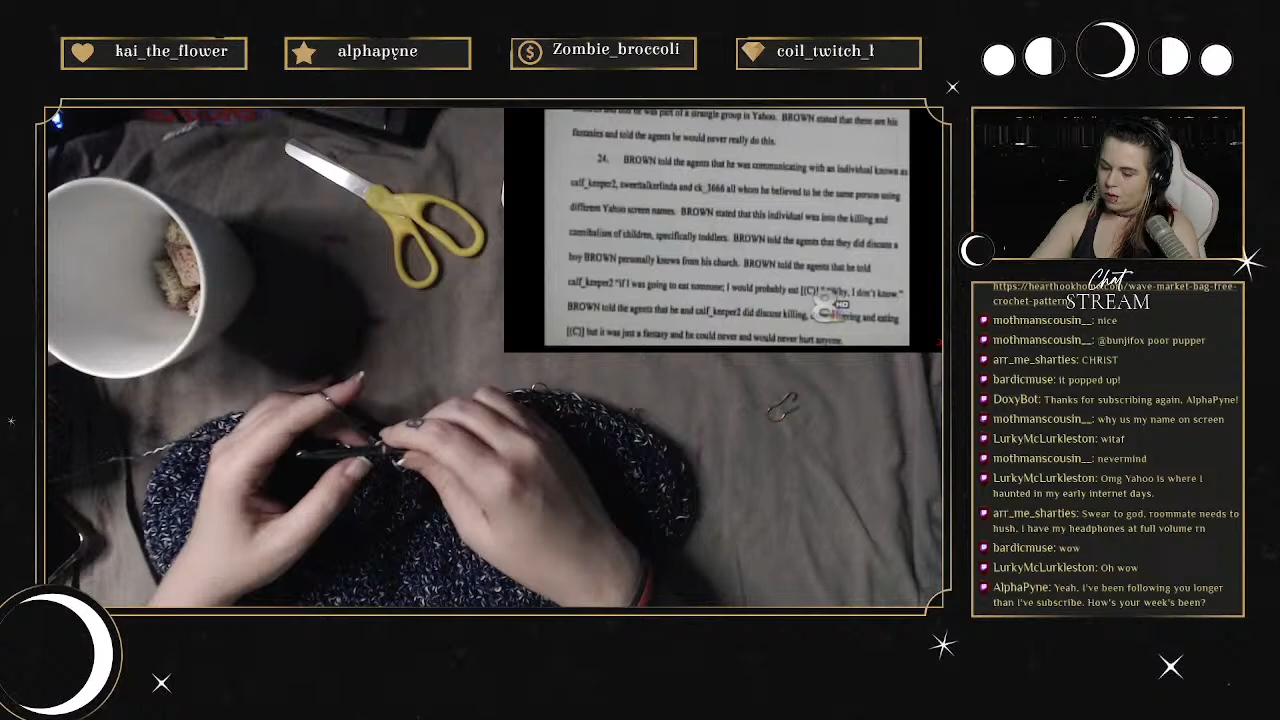 kai_the_flower
alphapyne
Zombie_broccoli
coil_twitch_
he was part of a strangle group in Yahoo. BROWN stated that these are his
fantasies and told the agents he would never really do this.
24. BROWN told the agents that he was communicating with an individual known as
calf_keeper2, sweettalkerlinda and ck_3666 all whom he believed to be the same person using
different Yahoo screen names. BROWN stated that this individual was into the killing and
cannibalism of children, specifically toddlers. BROWN told the agents that they did discuss a
boy BROWN personally knows from his church. BROWN told the agents that he told
calf_keeper2 "if I was going to eat someone; I would probably eat [(C)]! "Why, I don't know."
BROWN told the agents that he and calf_keeper2 did discuss killing, and eating
[(C)] but it was just a fantasy and he could never and would never hurt anyone.
8 HD
Chat
STREAM
https://hearthookhome.com/wave-market-bag-free-
crochet-pattern
mothmanscousin__: nice
mothmanscousin__: @bunjifox poor pupper
arr_me_sharties: CHRIST
bardicmuse: it popped up!
DoxyBot: Thanks for subscribing again, AlphaPyne!
mothmanscousin__: why us my name on screen
LurkyMcLurkleston: witaf
mothmanscousin__: nevermind
LurkyMcLurkleston: Omg Yahoo is where I
haunted in my early internet days.
arr_me_sharties: Swear to god, roommate needs to
hush, i have my headphones at full volume rn
bardicmuse: wow
LurkyMcLurkleston: Oh wow
AlphaPyne: Yeah, I've been following you longer
than I've subscribe. How's your week's been?